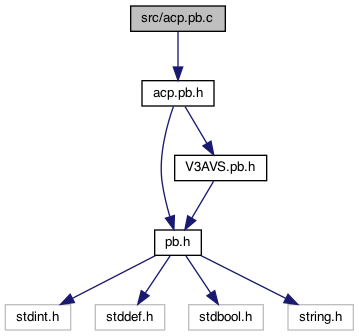 src/acp.pb.c
acp.pb.h
V3AVS.pb.h
pb.h
stdint.h
stddef.h
stdbool.h
string.h